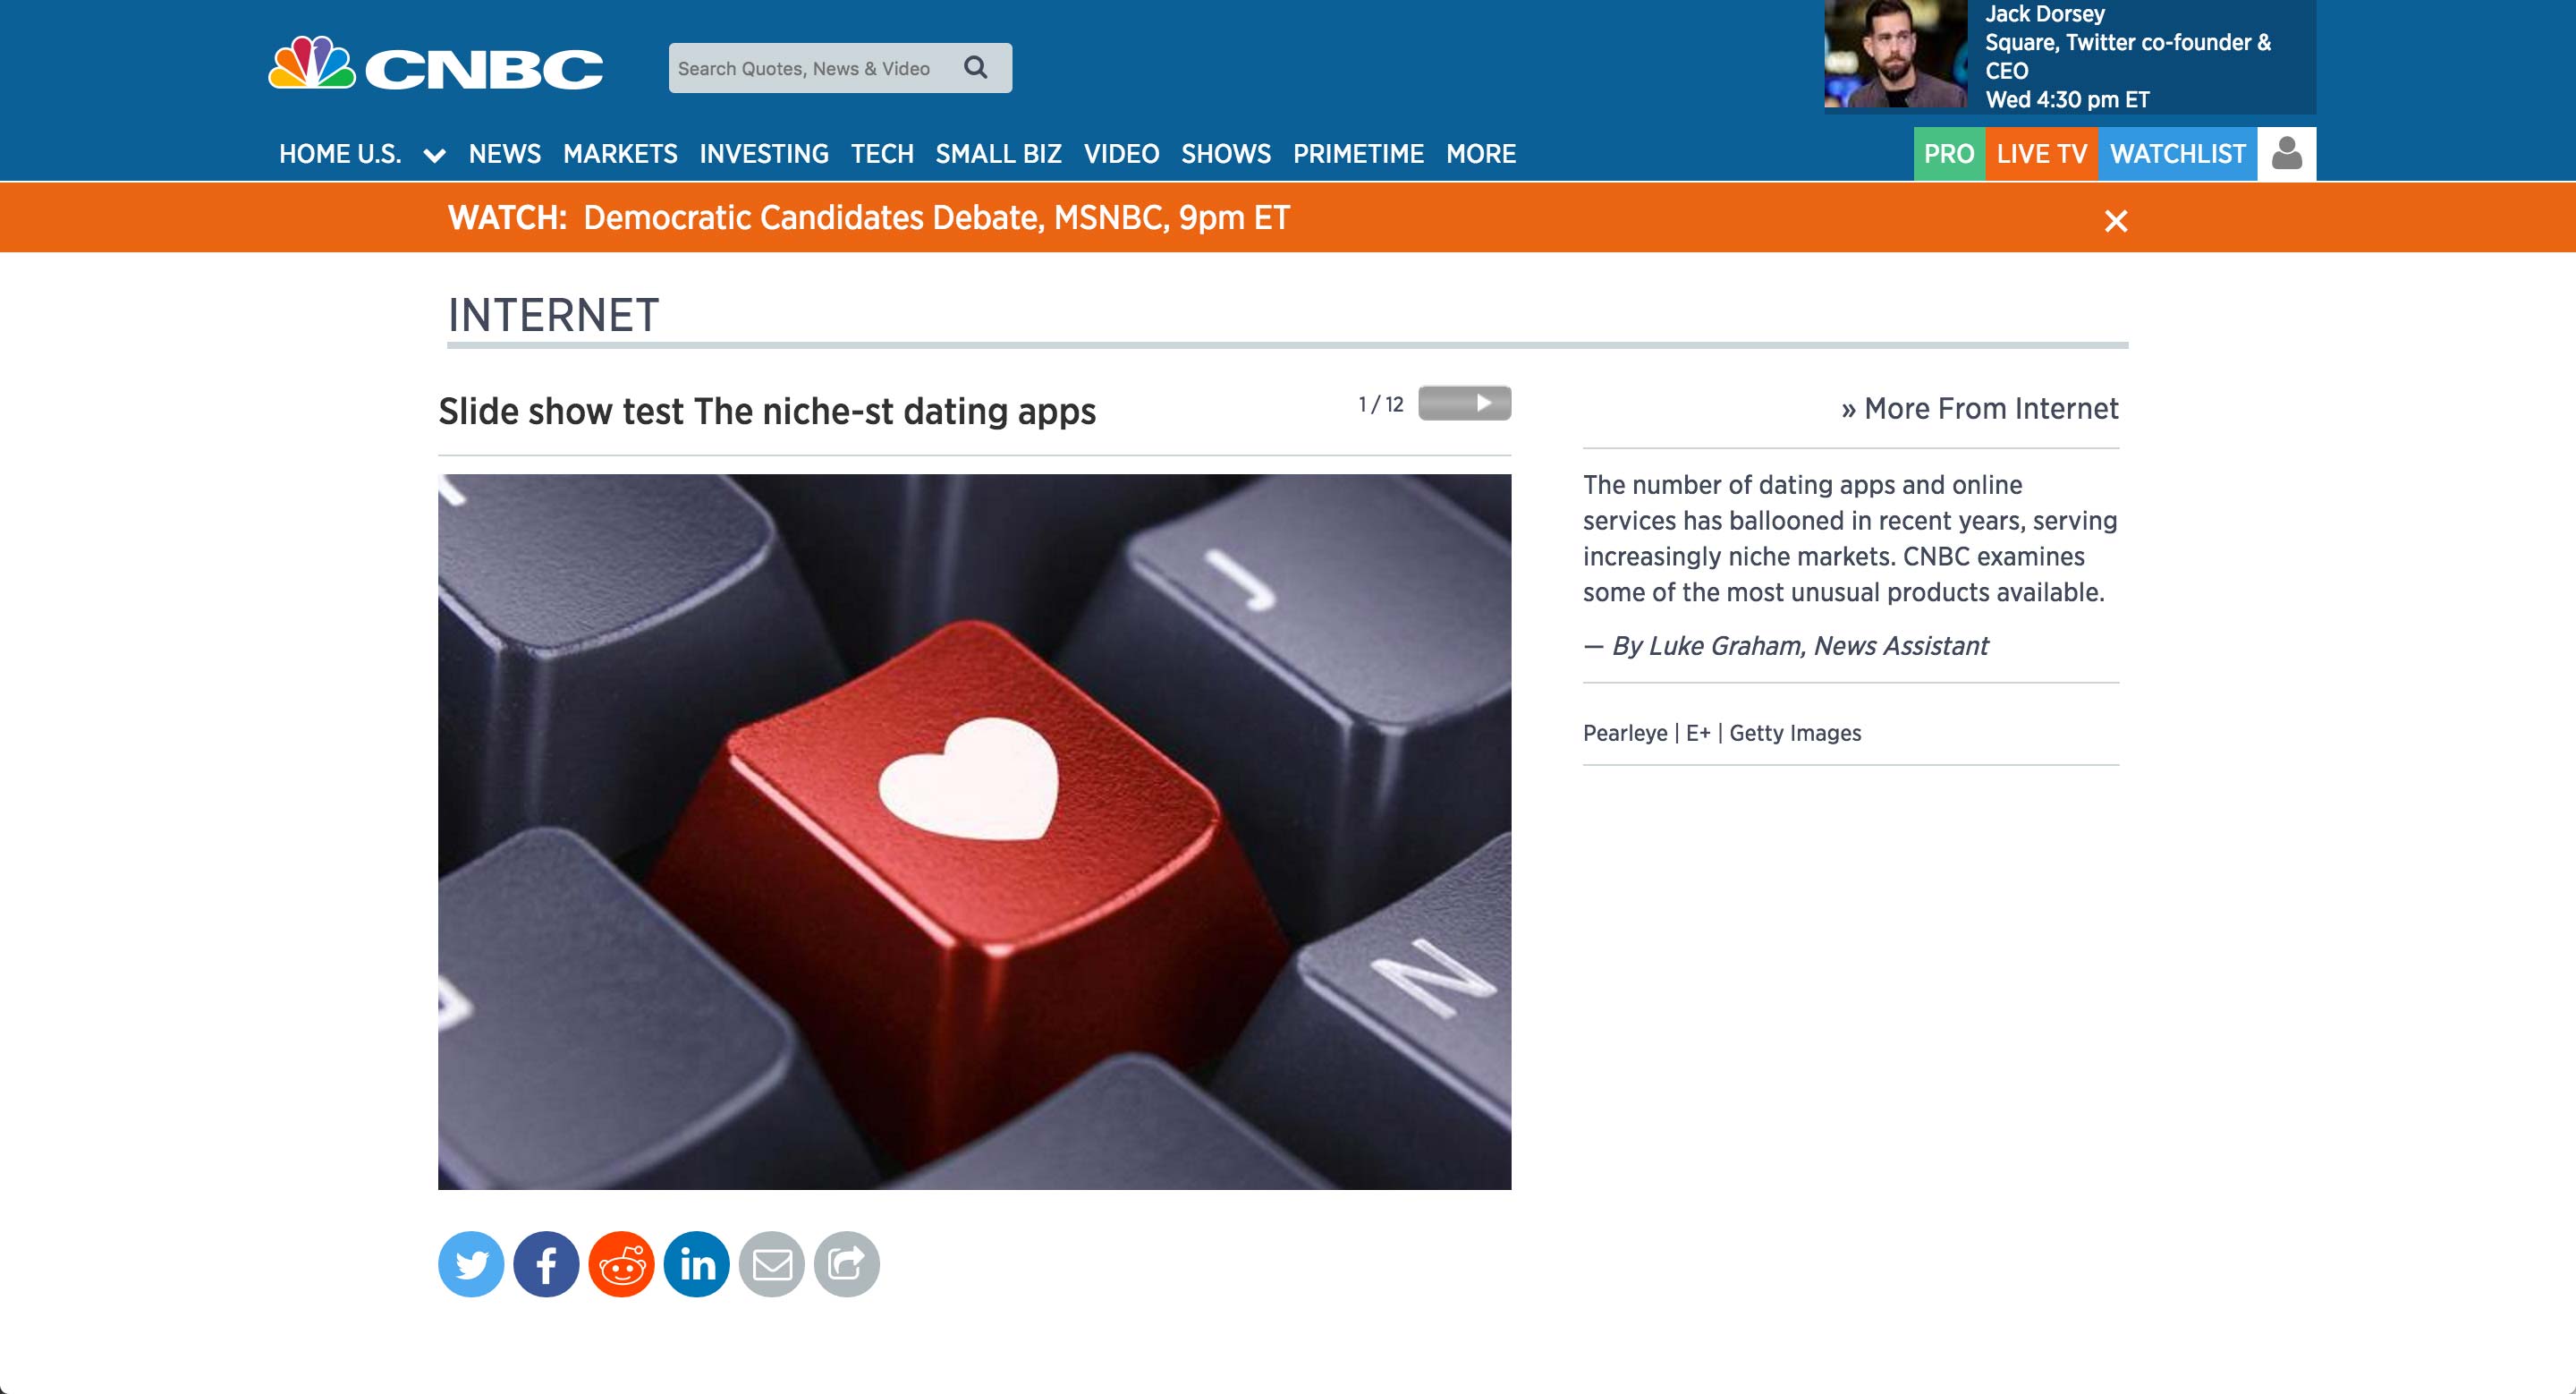 CNBC
Search Quotes, News & Video
Jack Dorsey
Square, Twitter co-founder &
CEO
Wed 4:30 pm ET
HOME U.S. NEWS MARKETS INVESTING TECH SMALL BIZ VIDEO SHOWS PRIMETIME MORE
PRO LIVE TV WATCHLIST
WATCH: Democratic Candidates Debate, MSNBC, 9pm ET
INTERNET
Slide show test The niche-st dating apps
1 / 12
» More From Internet
The number of dating apps and online
services has ballooned in recent years, serving
increasingly niche markets. CNBC examines
some of the most unusual products available.
— By Luke Graham, News Assistant
Pearleye | E+ | Getty Images
J
N
in